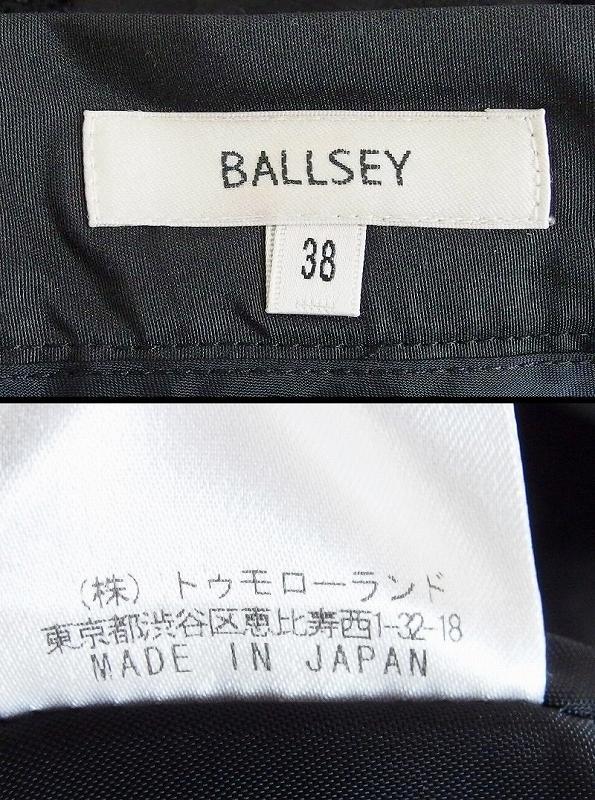 BALLSEY
38
(株) トゥモローランド
東京都渋谷区恵比寿西1-32-18
MADE IN JAPAN